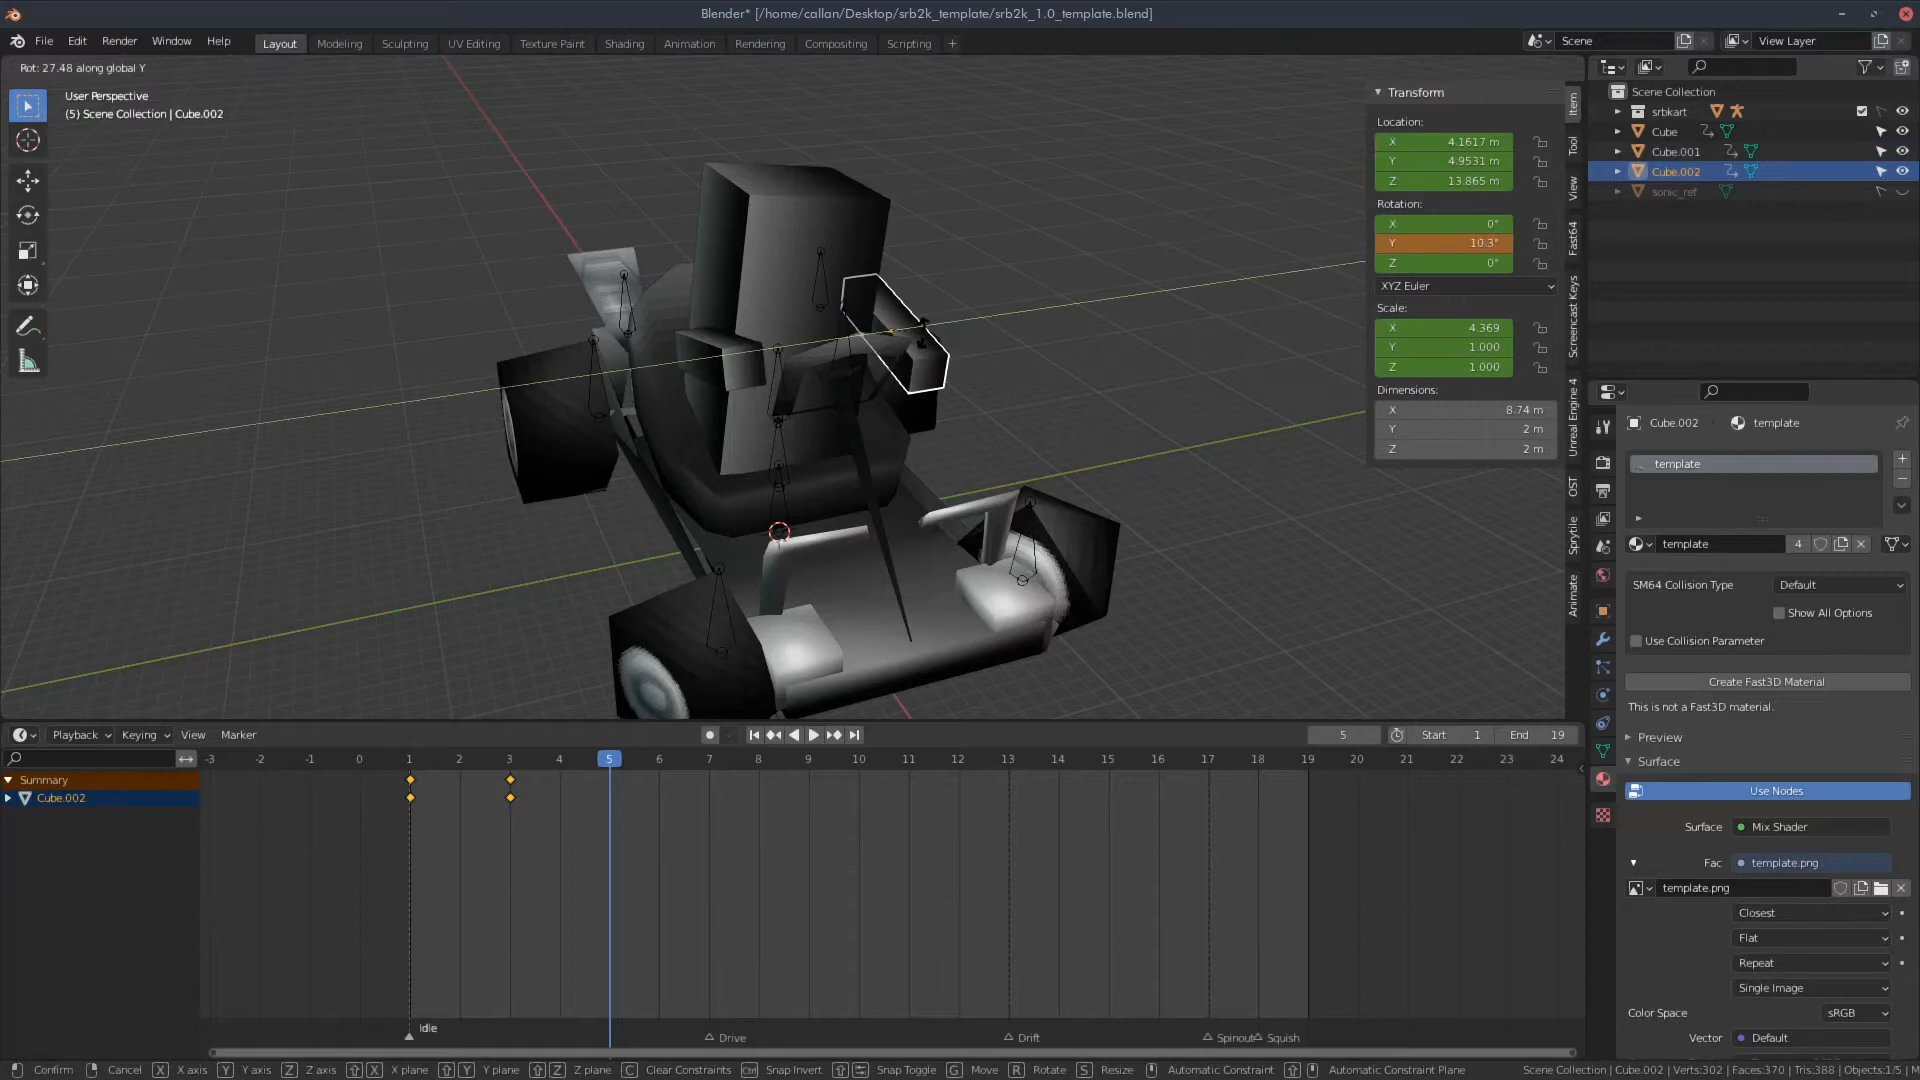 Blender* [/home/callan/Desktop/srb2k_template/srb2k_1.0_template.blend]
File Edit Render Window Help
Layout Modeling Sculpting UV Editing Texture Paint Shading Animation Rendering Compositing Scripting +
Scene
View Layer
Rot: 27.48 along global Y
User Perspective
(5) Scene Collection | Cube.002
Transform
Location:
X 4.1617 m
Y 4.9531 m
Z 13.865 m
Rotation:
X 0°
Y 10.3°
Z 0°
XYZ Euler
Scale:
X 4.369
Y 1.000
Z 1.000
Dimensions:
X 8.74 m
Y 2 m
Z 2 m
Item
Tool
View
Fast64
Screencast Keys
Unreal Engine 4
OST
Sprytile
Animate
Scene Collection
srbkart
Cube
Cube.001
Cube.002
sonic_ref
Cube.002 template
template
template 4
SM64 Collision Type Default
Show All Options
Use Collision Parameter
Create Fast3D Material
This is not a Fast3D material.
Preview
Surface
Use Nodes
Surface Mix Shader
Fac template.png
template.png
Closest
Flat
Repeat
Single Image
Color Space sRGB
Vector Default
Playback Keying View Marker
5 Start 1 End 19
-3 -2 -1 0 1 2 3 4 5 6 7 8 9 10 11 12 13 14 15 16 17 18 19 20 21 22 23 24
Summary
Cube.002
Idle
Drive Drift Spinout Squish
Confirm Cancel X X axis Y Y axis Z Z axis X X plane Y Y plane Z Z plane C Clear Constraints Ctrl Snap Invert Snap Toggle G Move R Rotate S Resize Automatic Constraint Automatic Constraint Plane
Scene Collection | Cube.002 | Verts:302 | Faces:370 | Tris:388 | Objects:1/5 | M